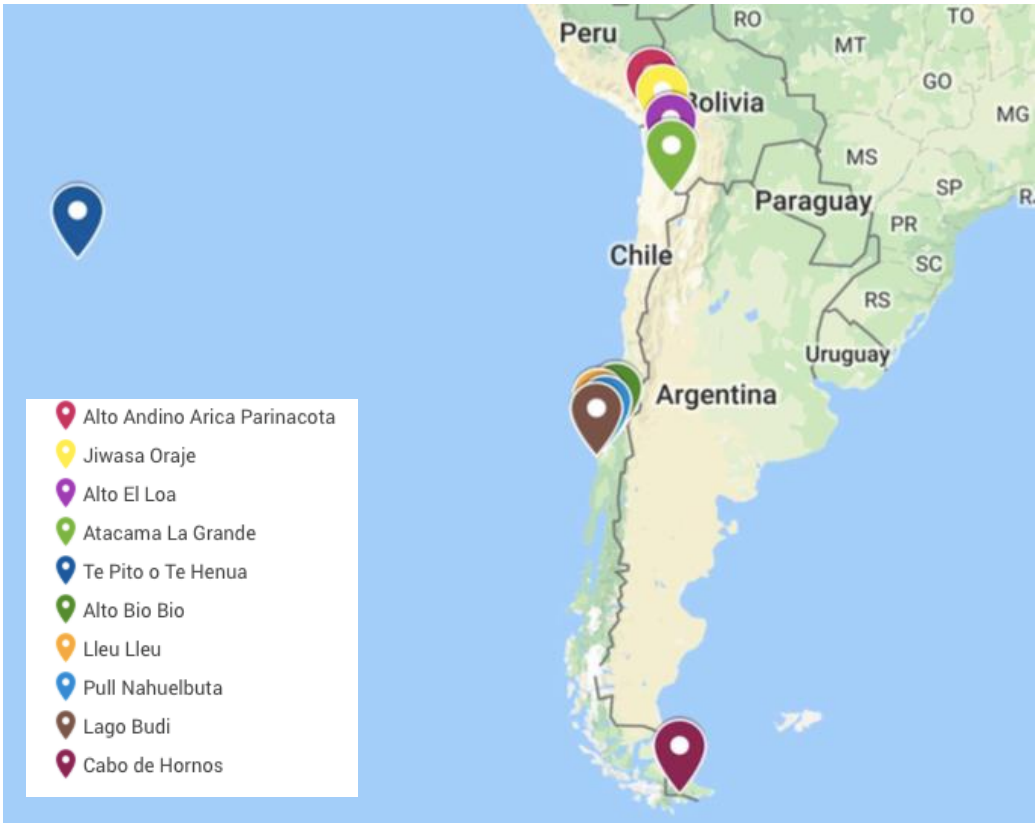 RO
TO
Peru
MT
GO
Bolivia
MG
MS
SP
Paraguay
PR
SC
Chile
RS
Uruguay
Argentina
Alto Andino Arica Parinacota
Jiwasa Oraje
Alto El Loa
Atacama La Grande
Te Pito o Te Henua
Alto Bio Bio
Lleu Lleu
Pull Nahuelbuta
Lago Budi
Cabo de Hornos